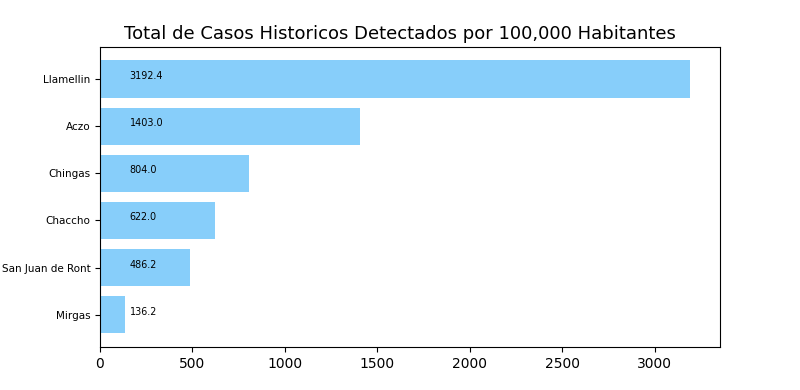 Total de Casos Historicos Detectados por 100,000 Habitantes
Llamellin 3192.4
Aczo 1403.0
Chingas 804.0
Chaccho 622.0
San Juan de Ront 486.2
Mirgas 136.2
0 500 1000 1500 2000 2500 3000